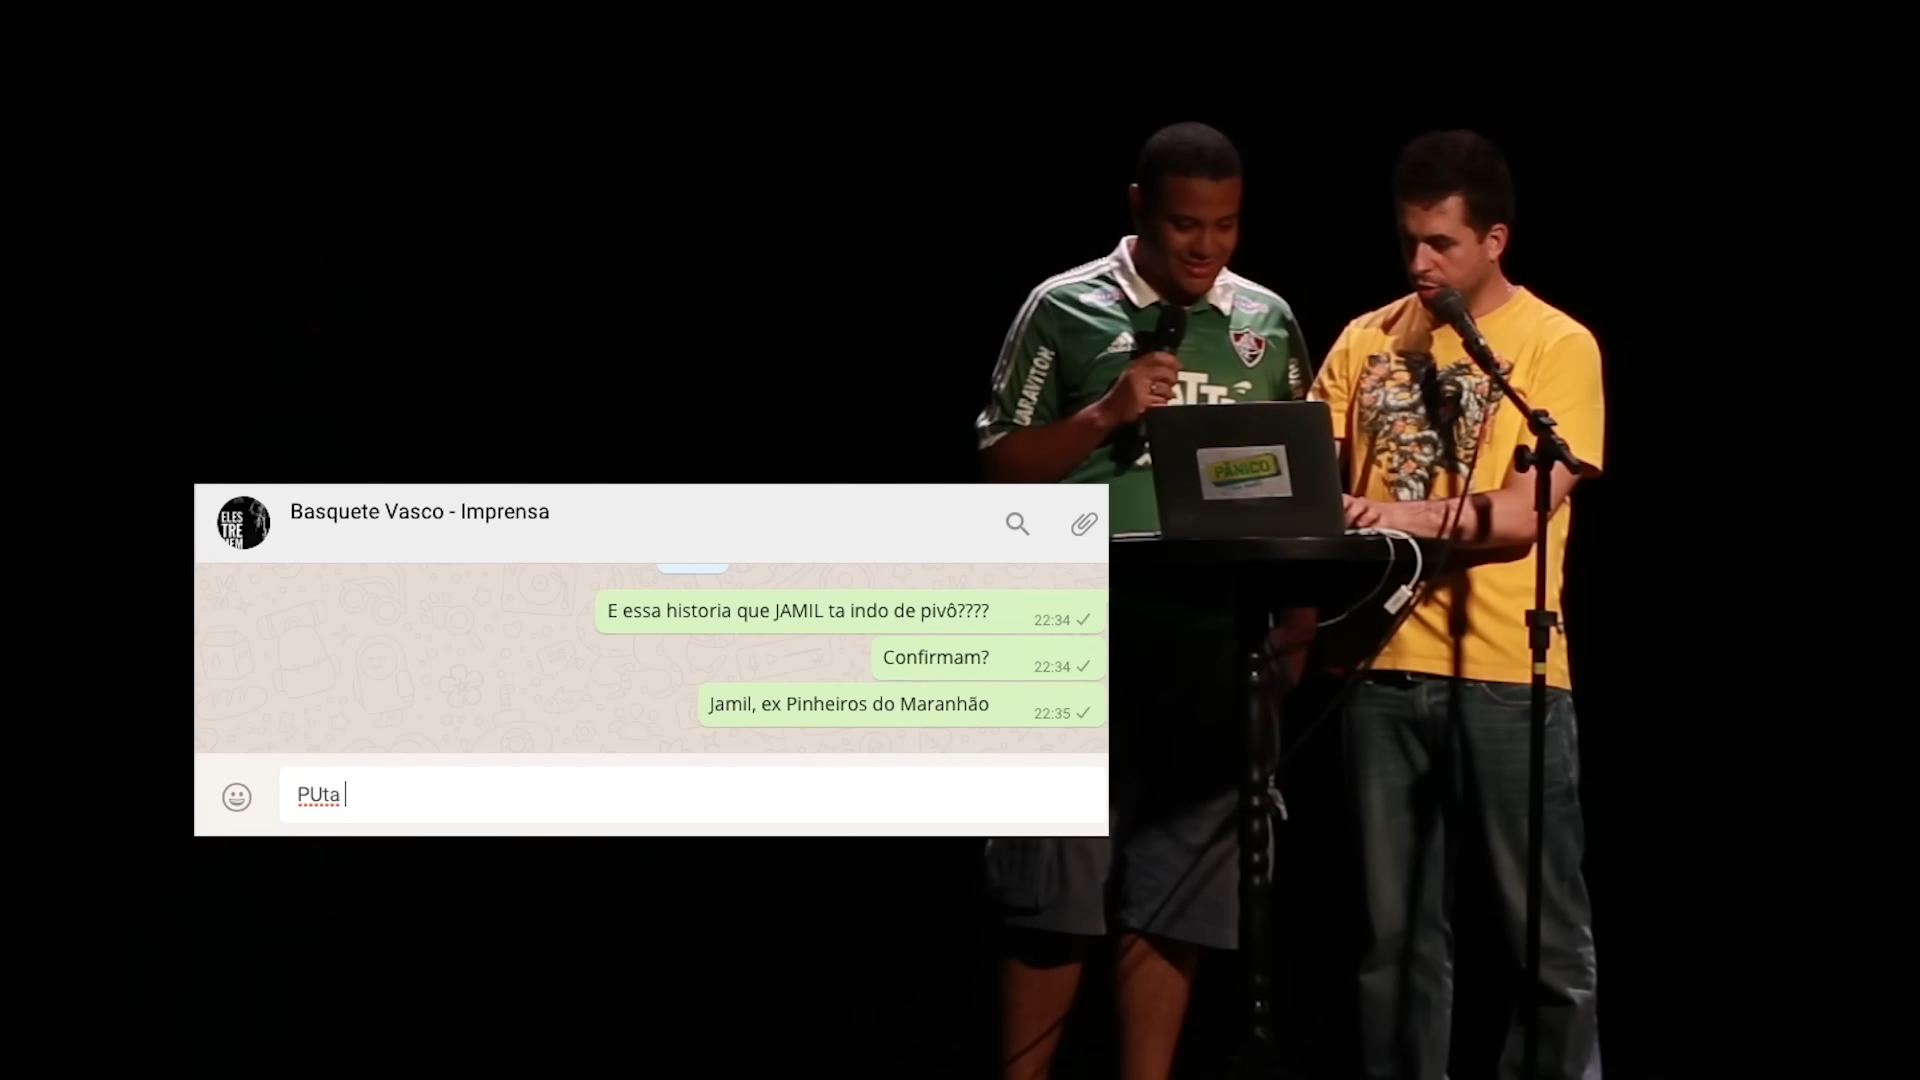 LARAVITON
PÂNICO
ELES
TRE
MEM
Basquete Vasco - Imprensa
E essa historia que JAMIL ta indo de pivô???? 22:34
Confirmam? 22:34
Jamil, ex Pinheiros do Maranhão 22:35
PUta